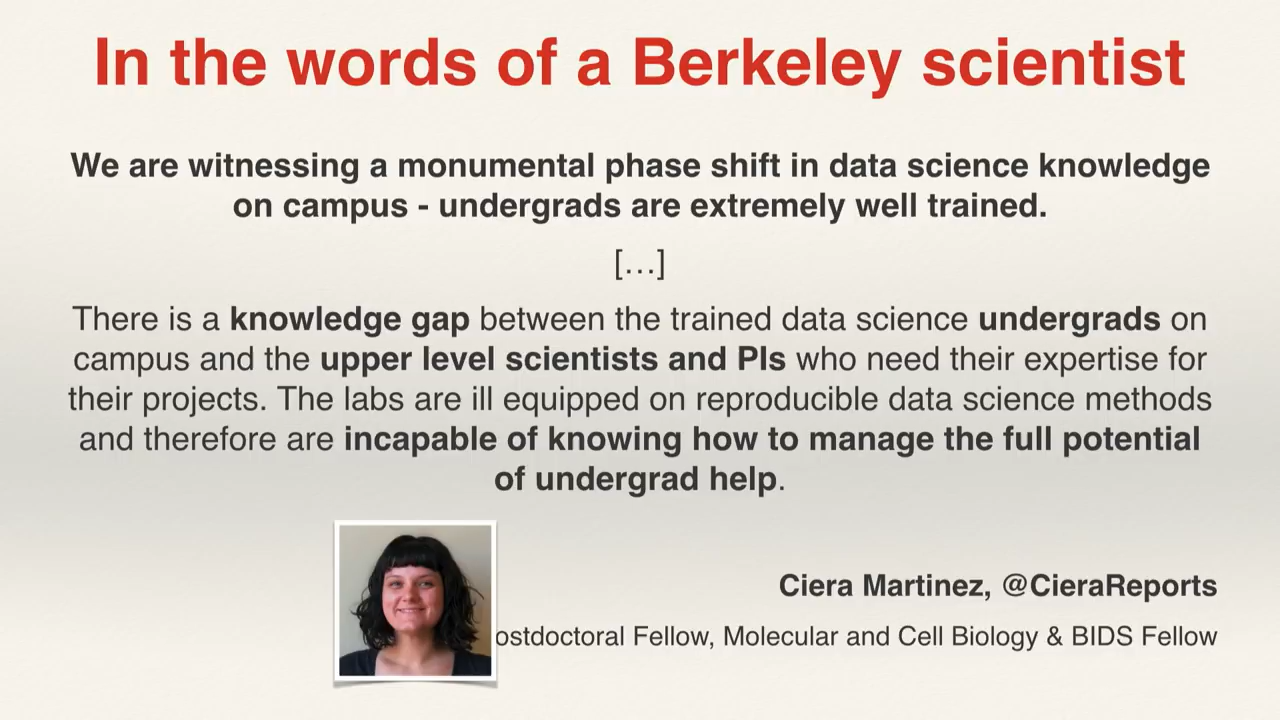 In the words of a Berkeley scientist
We are witnessing a monumental phase shift in data science knowledge
on campus - undergrads are extremely well trained.
[…]
There is a knowledge gap between the trained data science undergrads on
campus and the upper level scientists and PIs who need their expertise for
their projects. The labs are ill equipped on reproducible data science methods
and therefore are incapable of knowing how to manage the full potential
of undergrad help.
Ciera Martinez, @CieraReports
ostdoctoral Fellow, Molecular and Cell Biology & BIDS Fellow